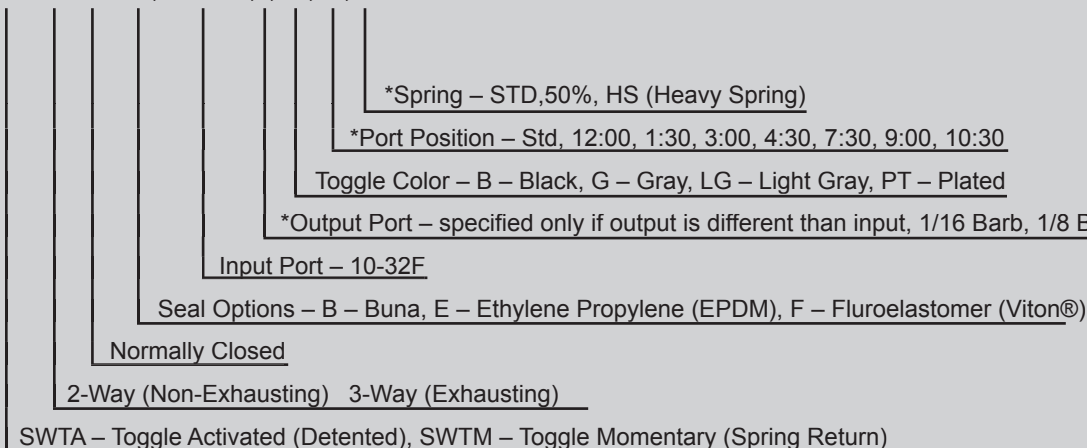 *Spring – STD,50%, HS (Heavy Spring)
*Port Position – Std, 12:00, 1:30, 3:00, 4:30, 7:30, 9:00, 10:30
Toggle Color – B – Black, G – Gray, LG – Light Gray, PT – Plated
*Output Port – specified only if output is different than input, 1/16 Barb, 1/8
Input Port – 10-32F
Seal Options – B – Buna, E – Ethylene Propylene (EPDM), F – Fluroelastomer (Viton®)
Normally Closed
2-Way (Non-Exhausting) 3-Way (Exhausting)
SWTA – Toggle Activated (Detented), SWTM – Toggle Momentary (Spring Return)